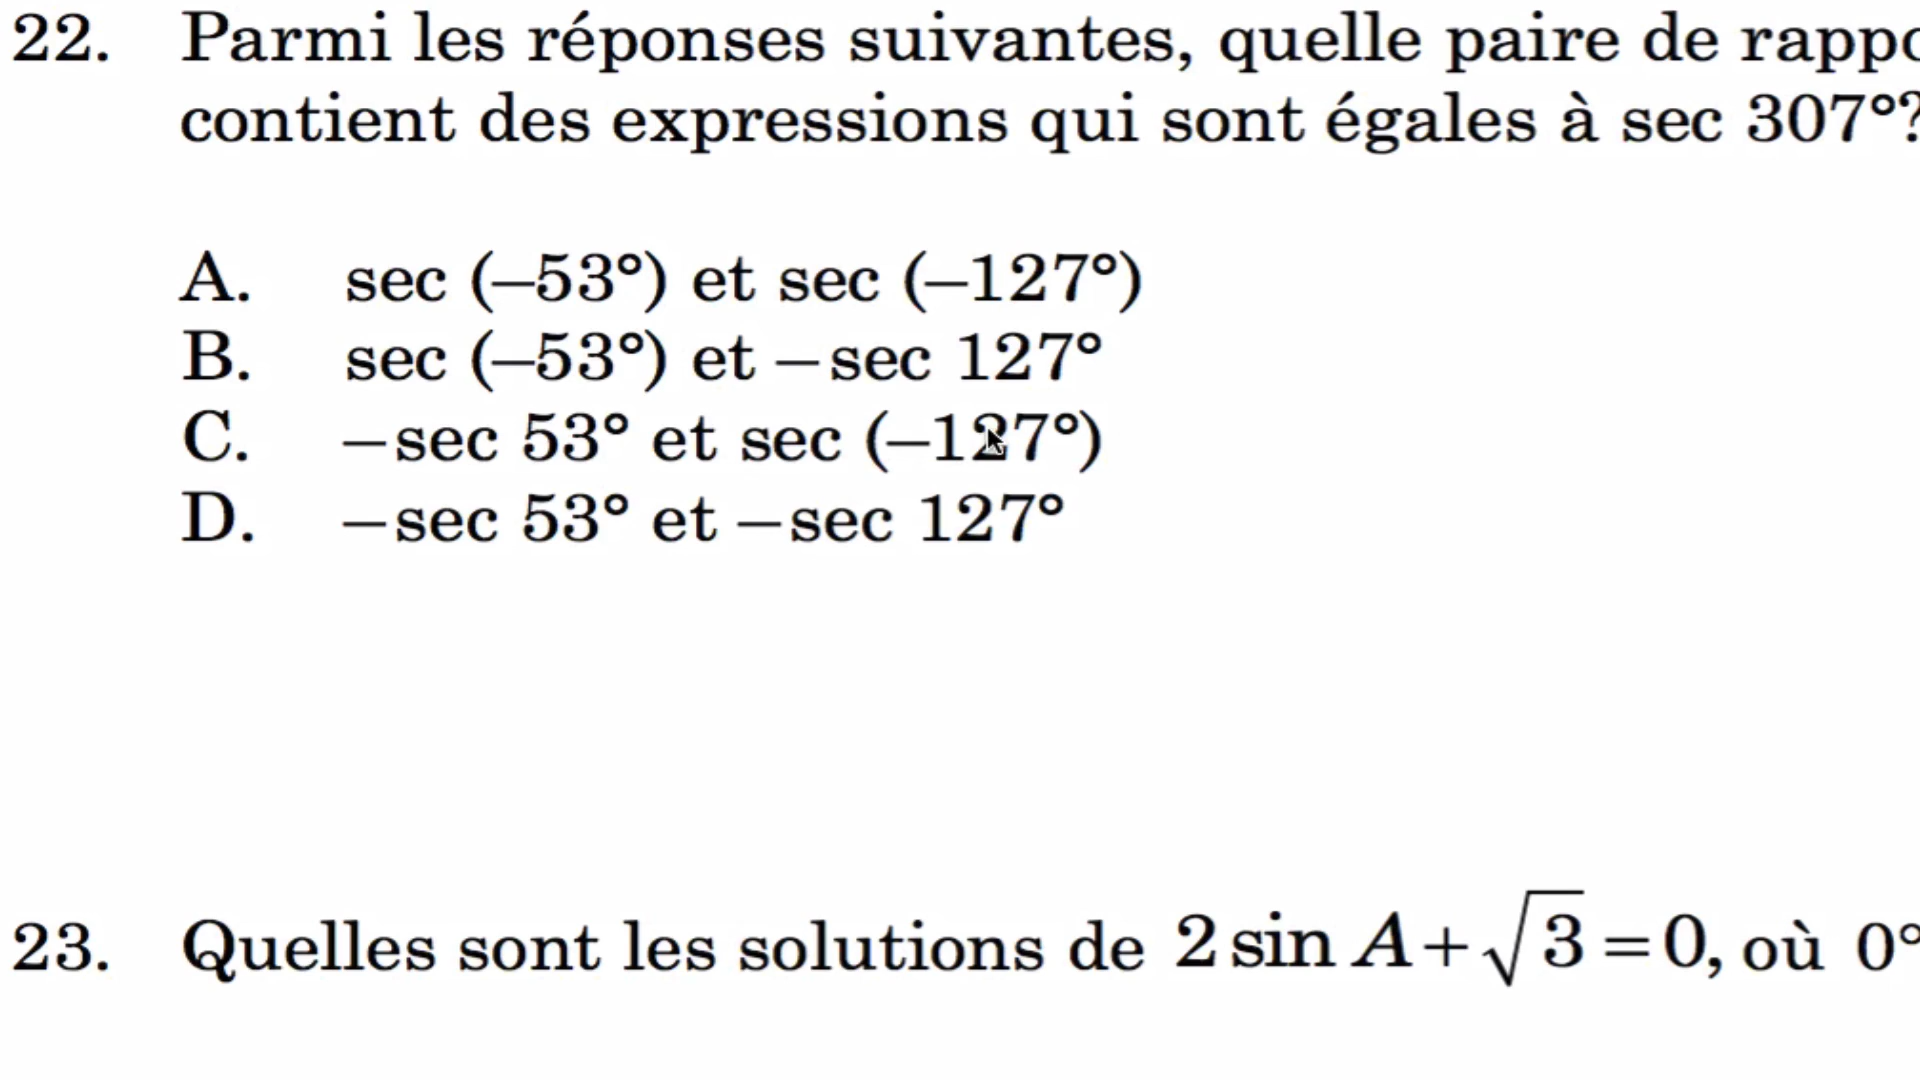 22. Parmi les réponses suivantes, quelle paire de rappo
contient des expressions qui sont égales à sec 307°?
A. sec (–53°) et sec (–127°)
B. sec (–53°) et –sec 127°
C. –sec 53° et sec (–127°)
D. –sec 53° et –sec 127°
23. Quelles sont les solutions de 2 sin A + √3 = 0, où 0°